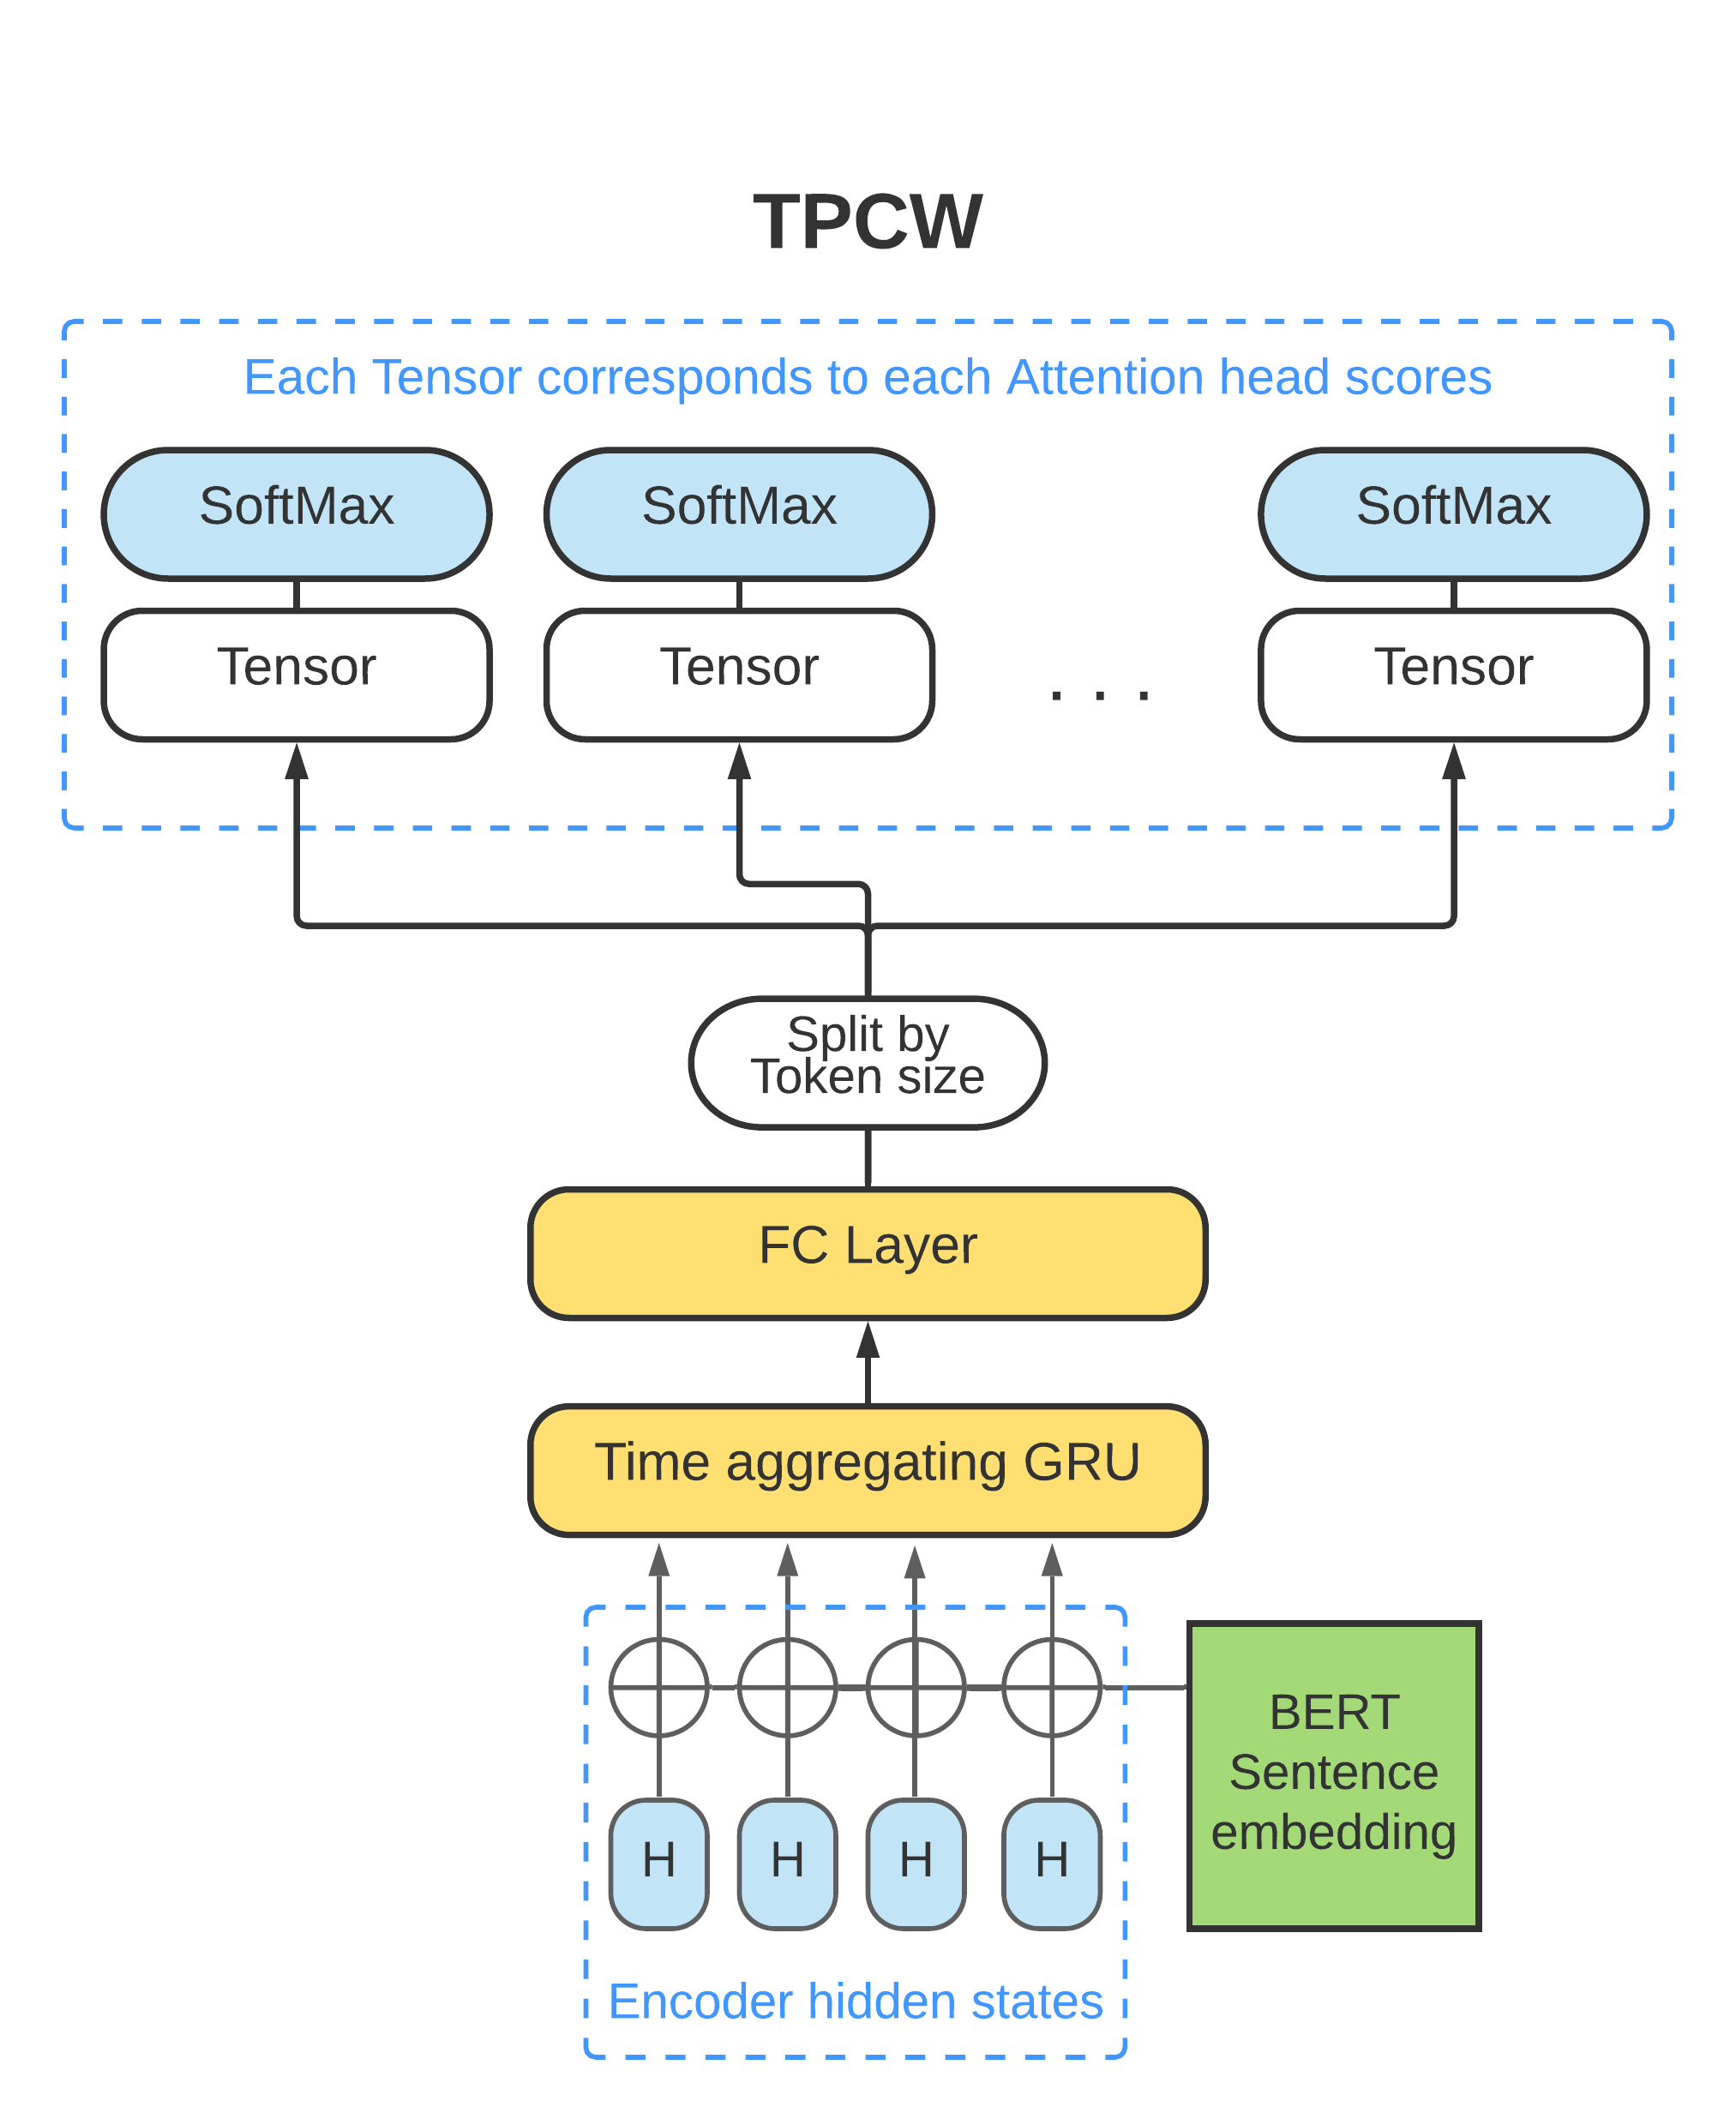 TPCW
Each Tensor corresponds to each Attention head scores
SoftMax
SoftMax
SoftMax
Tensor
Tensor
. . .
Tensor
Split by
Token size
FC Layer
Time aggregating GRU
BERT
Sentence
embedding
H
H
H
H
Encoder hidden states